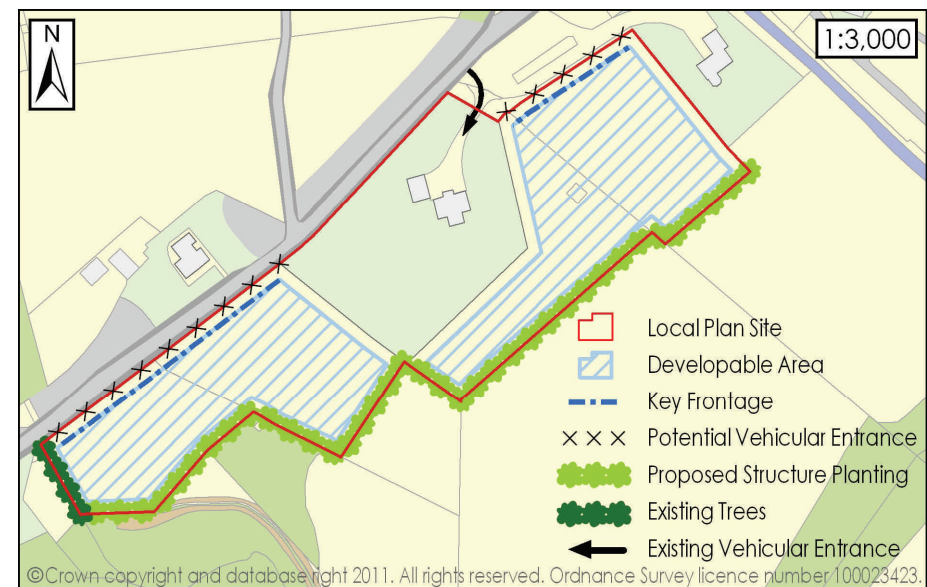 N
1:3,000
Local Plan Site
Developable Area
Key Frontage
Potential Vehicular Entrance
Proposed Structure Planting
Existing Trees
Existing Vehicular Entrance
©Crown copyright and database right 2011. All rights reserved. Ordnance Survey licence number 100023423.